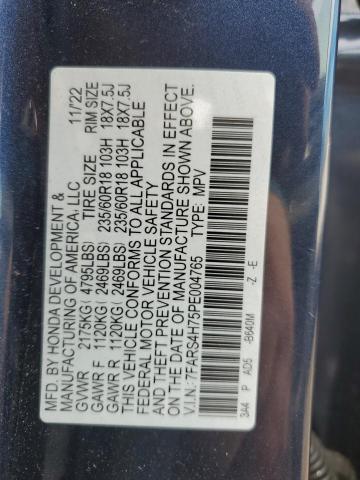 MFD. BY HONDA DEVELOPMENT &
MANUFACTURING OF AMERICA, LLC 11/22
GVWR 2175KG( 4795LBS) TIRE SIZE RIM SIZE
GAWR F 1120KG( 2469LBS) 235/60R18 103H 18X7.5J
GAWR R 1120KG( 2469LBS) 235/60R18 103H 18X7.5J
THIS VEHICLE CONFORMS TO ALL APPLICABLE
FEDERAL MOTOR VEHICLE SAFETY
AND THEFT PREVENTION STANDARDS IN EFFECT
ON THE DATE OF MANUFACTURE SHOWN ABOVE.
V.I.N.: 7FARS4H75PE004765 TYPE: MPV
3A4 P AD5 -B640M -Z -E